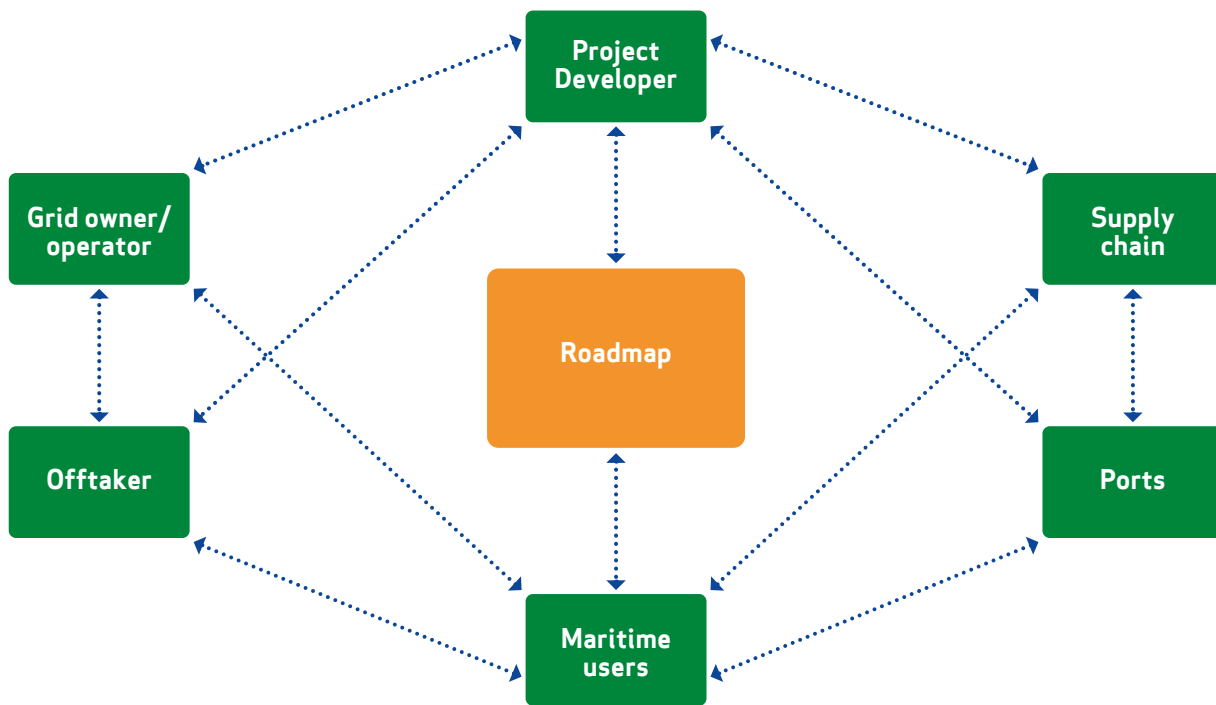 Project
Developer
Grid owner/
operator
Supply
chain
Roadmap
Offtaker
Ports
Maritime
users